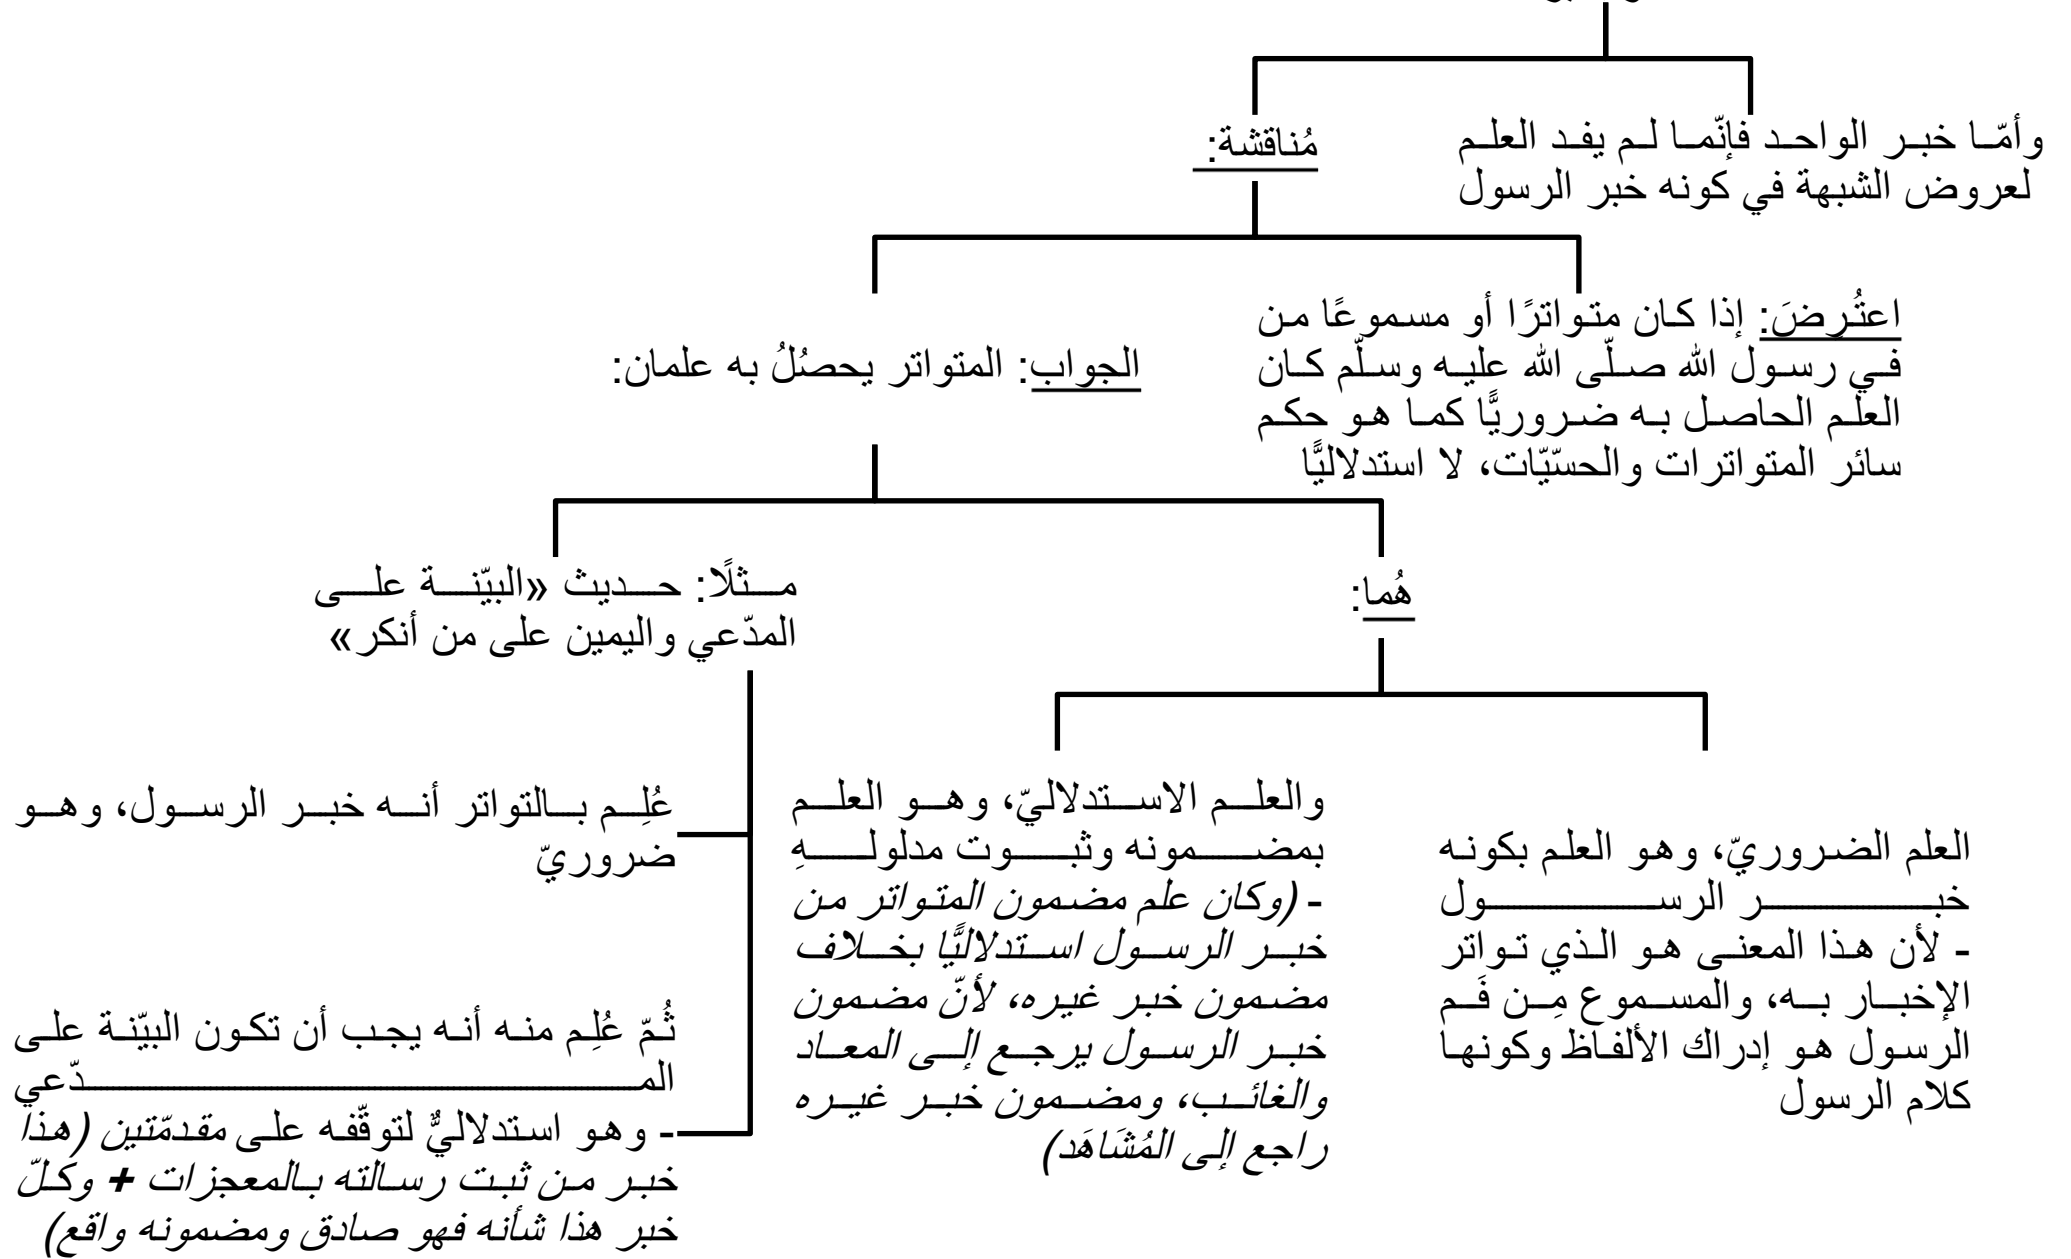 وأمّا خبر الواحد فإنّما لم يفد العلم
لعروض الشبهة في كونه خبر الرسول
مُناقشة:
اعتُرِضَ: إذا كان متواترًا أو مسموعًا من
في رسول الله صلّى الله عليه وسلّم كان
العلم الحاصل به ضروريًّا كما هو حكم
سائر المتواترات والحسّيّات، لا استدلاليًّا
الجواب: المتواتر يحصُلُ به علمان:
هُما:
العلم الضروريّ، وهو العلم بكونه
خبر الرسول
- لأن هذا المعنى هو الذي تواتر
الإخبار به، والمسموع مِن فَم
الرسول هو إدراك الألفاظ وكونها
كلام الرسول
والعلم الاستدلاليّ، وهو العلم
بمضمونه وثبوت مدلولهِ
- (وكان علم مضمون المتواتر من
خبر الرسول استدلاليًّا بخلاف
مضمون خبر غيره، لأنّ مضمون
خبر الرسول يرجع إلى المعاد
والغائب، ومضمون خبر غيره
راجع إلى المُشَاهَد)
مثلًا: حديث «البيّنة على
المدّعي واليمين على من أنكر»
عُلِم بالتواتر أنه خبر الرسول، وهو
ضروريّ
ثُمّ عُلِم منه أنه يجب أن تكون البيّنة على
المدّعي
- وهو استدلاليٌّ لتوقّفه على مقدمّتين (هذا
خبر من ثبت رسالته بالمعجزات + وكلّ
خبر هذا شأنه فهو صادق ومضمونه واقع)